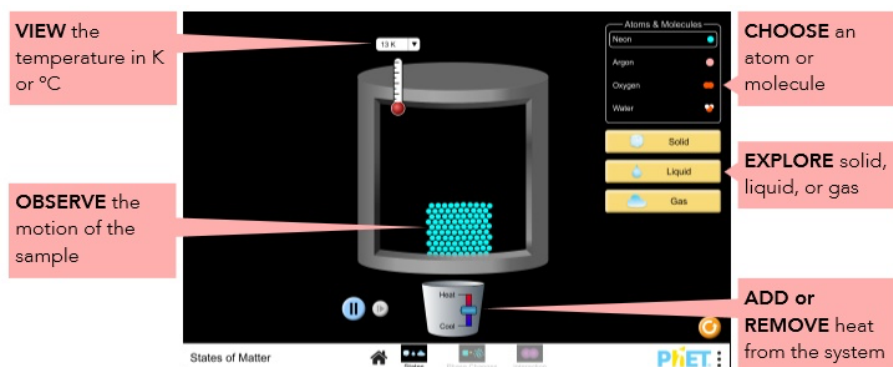 VIEW the
temperature in K
or °C
OBSERVE the
motion of the
sample
13 K
Heat
Cool
Atoms & Molecules
Neon
Argon
Oxygen
Water
Solid
Liquid
Gas
CHOOSE an
atom or
molecule
EXPLORE solid,
liquid, or gas
ADD or
REMOVE heat
from the system
States of Matter
States
PhET